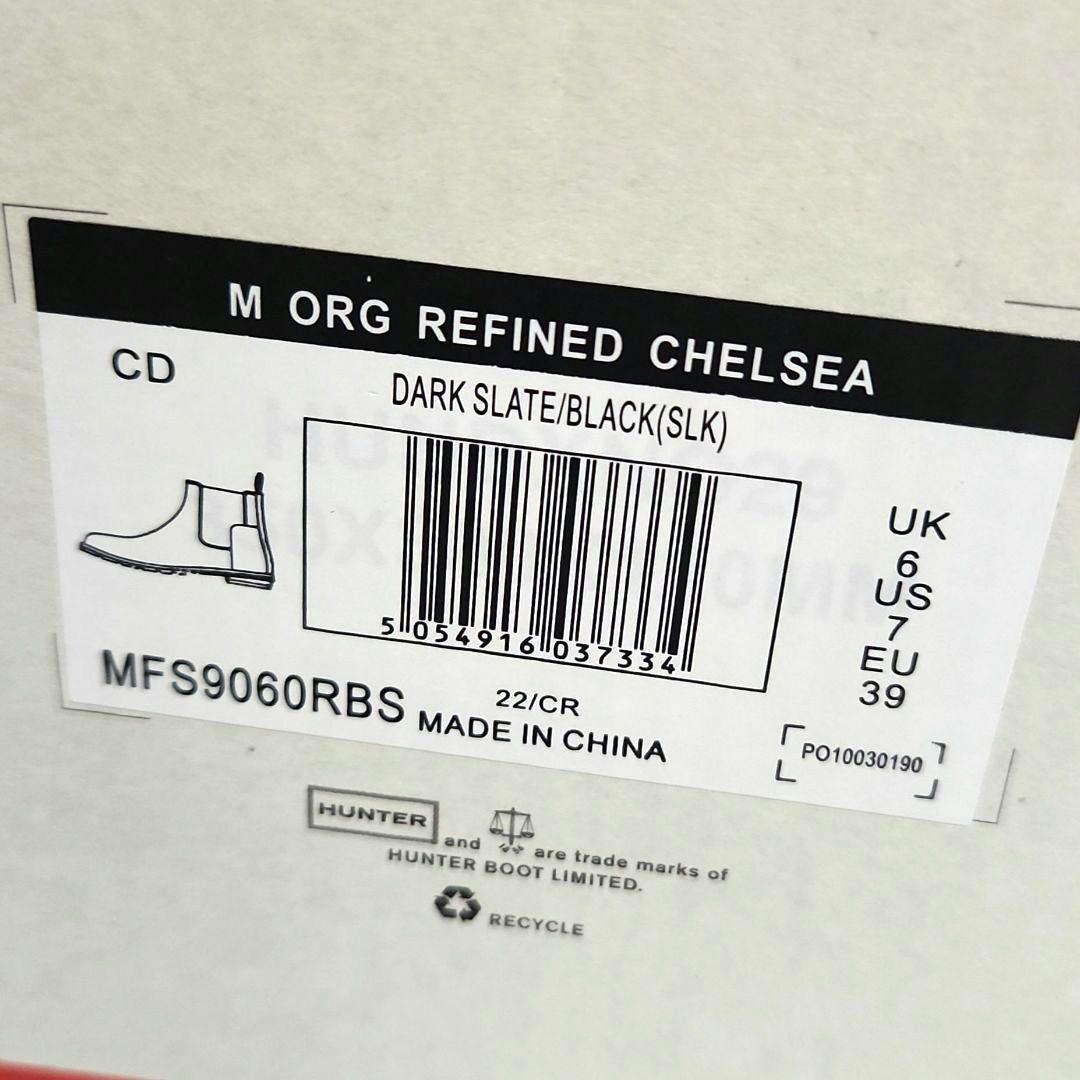 M ORG REFINED CHELSEA
CD
DARK SLATE/BLACK(SLK)
5 054916 037334
UK
6
US
7
EU
39
MFS9060RBS
22/CR
MADE IN CHINA
PO10030190
HUNTER and are trade marks of
HUNTER BOOT LIMITED.
RECYCLE